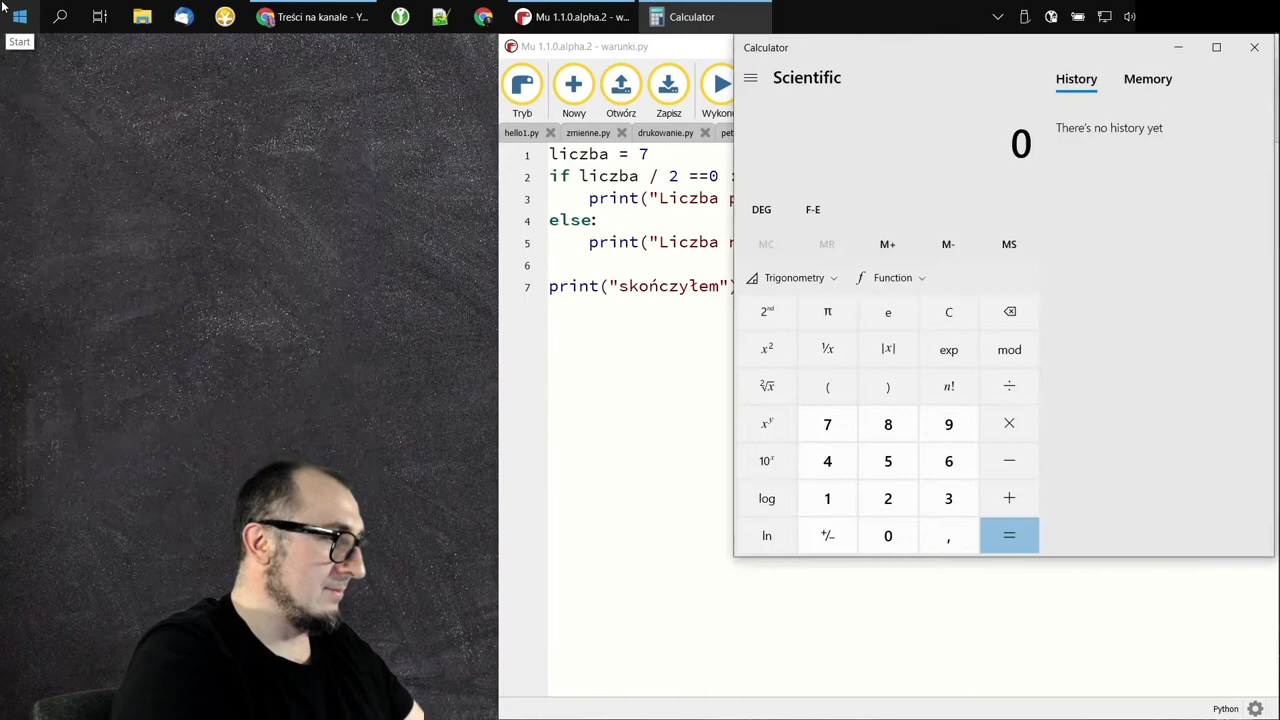 Treści na kanale - Y...
Mu 1.1.0.alpha.2 - w...
Calculator
Start
Mu 1.1.0.alpha.2 - warunki.py
Tryb
Nowy
Otwórz
Zapisz
Wykon
hello1.py
zmienne.py
drukowanie.py
pet
1 liczba = 7
2 if liczba / 2 ==0 :
3 print("Liczba p
4 else:
5 print("Liczba n
6
7 print("skończyłem")
Calculator
Scientific
History
Memory
There's no history yet
0
DEG
F-E
MC
MR
M+
M-
MS
Trigonometry
f Function
2nd
π
e
C
x²
¹/x
|x|
exp
mod
²√x
(
)
n!
÷
xʸ
7
8
9
×
10ˣ
4
5
6
−
log
1
2
3
+
ln
+/−
0
,
=
Python